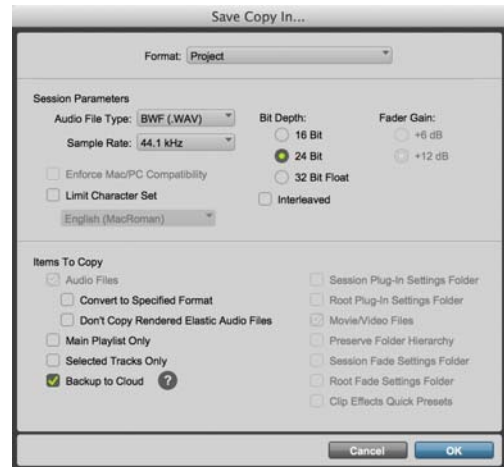 Save Copy In...
Format: Project
Session Parameters
Audio File Type: BWF (.WAV)
Sample Rate: 44.1 kHz
Enforce Mac/PC Compatibility
Limit Character Set
English (MacRoman)
Bit Depth:
16 Bit
24 Bit
32 Bit Float
Interleaved
Fader Gain:
+6 dB
+12 dB
Items To Copy
Audio Files
Convert to Specified Format
Don't Copy Rendered Elastic Audio Files
Main Playlist Only
Selected Tracks Only
Backup to Cloud ?
Session Plug-In Settings Folder
Root Plug-In Settings Folder
Movie/Video Files
Preserve Folder Hierarchy
Session Fade Settings Folder
Root Fade Settings Folder
Clip Effects Quick Presets
Cancel OK